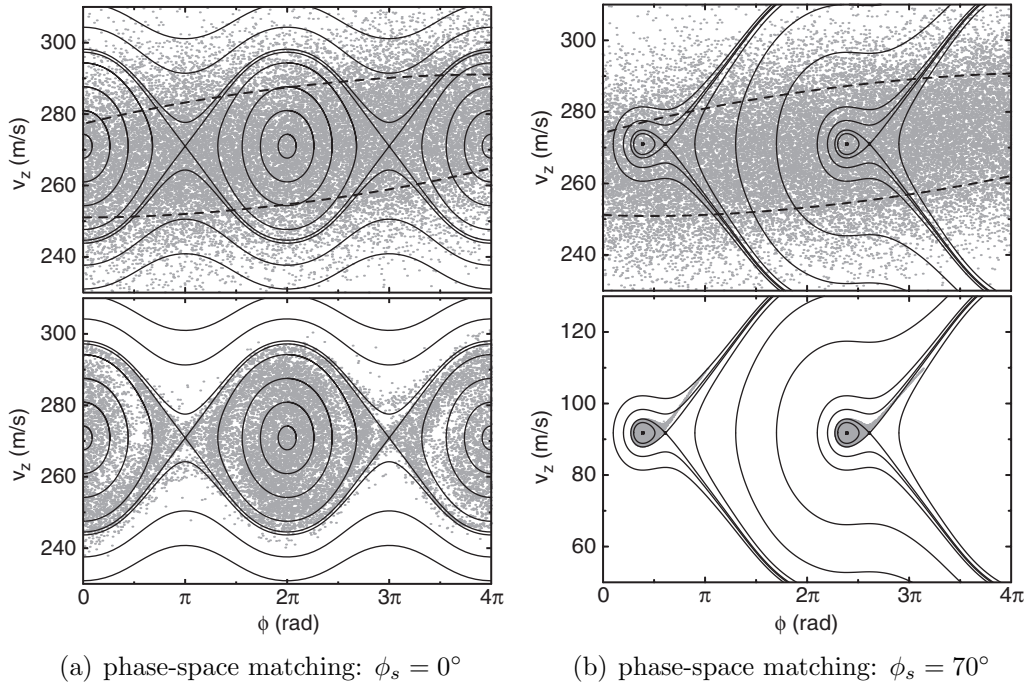 310
300
280
260
240
v_z (m/s)
300
280
260
240
v_z (m/s)
0
π
2π
3π
4π
ϕ (rad)
(a) phase-space matching: ϕ_s = 0°
300
280
260
240
v_z (m/s)
120
100
80
60
v_z (m/s)
0
π
2π
3π
4π
ϕ (rad)
(b) phase-space matching: ϕ_s = 70°